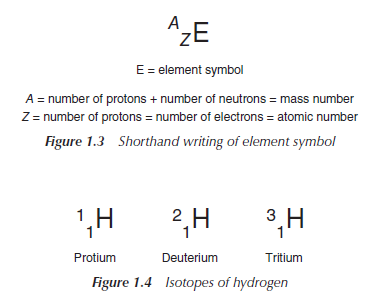 A
Z E
E = element symbol
A = number of protons + number of neutrons = mass number
Z = number of protons = number of electrons = atomic number
Figure 1.3 Shorthand writing of element symbol
1 1 H 2 1 H 3 1 H
Protium Deuterium Tritium
Figure 1.4 Isotopes of hydrogen